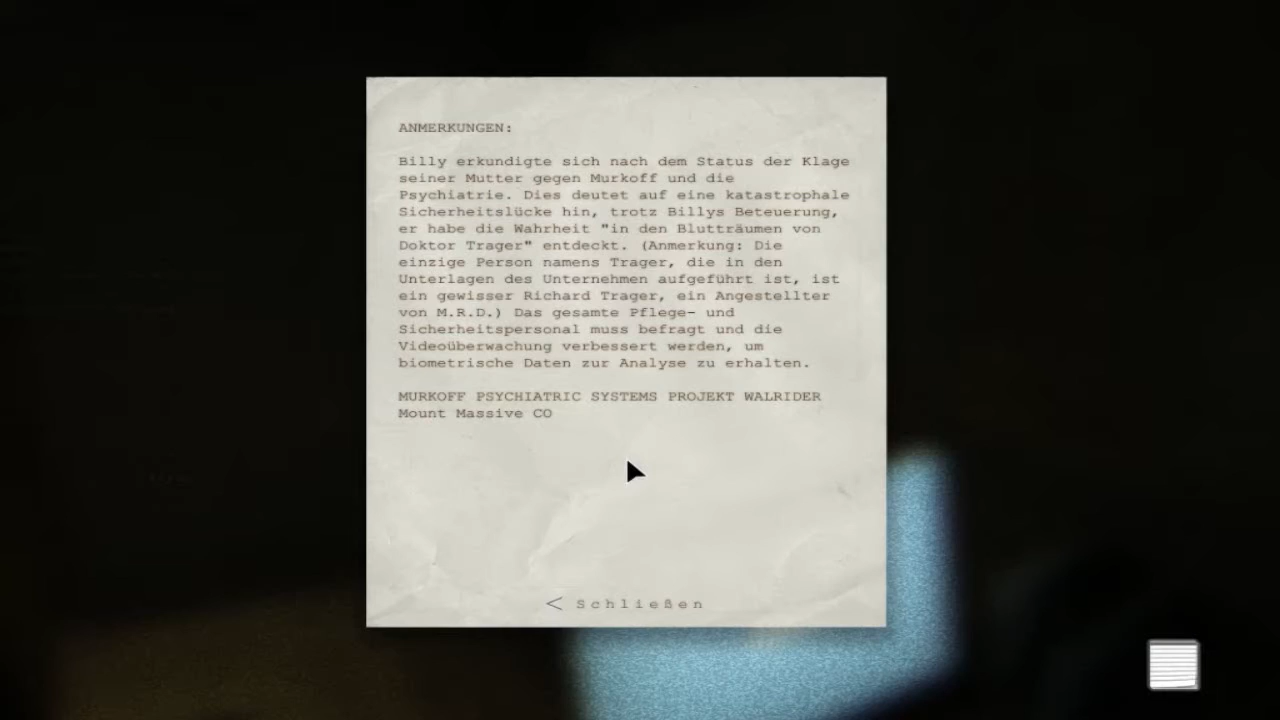 ANMERKUNGEN:
Billy erkundigte sich nach dem Status der Klage
seiner Mutter gegen Murkoff und die
Psychiatrie. Dies deutet auf eine katastrophale
Sicherheitslücke hin, trotz Billys Beteuerung,
er habe die Wahrheit "in den Blutträumen von
Doktor Trager" entdeckt. (Anmerkung: Die
einzige Person namens Trager, die in den
Unterlagen des Unternehmen aufgeführt ist, ist
ein gewisser Richard Trager, ein Angestellter
von M.R.D.) Das gesamte Pflege- und
Sicherheitspersonal muss befragt und die
Videoüberwachung verbessert werden, um
biometrische Daten zur Analyse zu erhalten.
MURKOFF PSYCHIATRIC SYSTEMS PROJEKT WALRIDER
Mount Massive CO
< Schließen